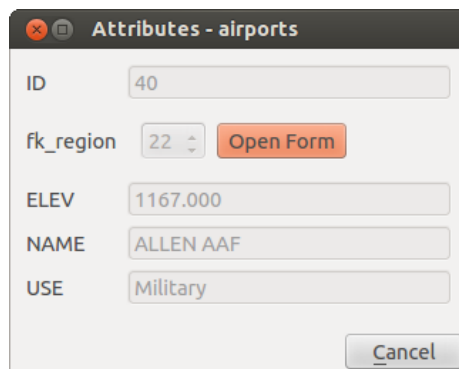 Attributes - airports
ID 40
fk_region 22 Open Form
ELEV 1167.000
NAME ALLEN AAF
USE Military
Cancel